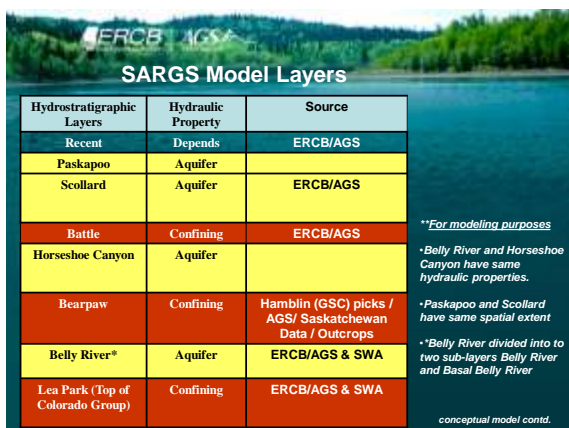 ERCB AGS
SARGS Model Layers
Hydrostratigraphic
Layers
Hydraulic
Property
Source
Recent
Depends
ERCB/AGS
Paskapoo
Aquifer
Scollard
Aquifer
ERCB/AGS
Battle
Confining
ERCB/AGS
Horseshoe Canyon
Aquifer
Bearpaw
Confining
Hamblin (GSC) picks /
AGS/ Saskatchewan
Data / Outcrops
Belly River*
Aquifer
ERCB/AGS & SWA
Lea Park (Top of
Colorado Group)
Confining
ERCB/AGS & SWA
**For modeling purposes
•Belly River and Horseshoe
Canyon have same
hydraulic properties.
•Paskapoo and Scollard
have same spatial extent
•*Belly River divided into to
two sub-layers Belly River
and Basal Belly River
conceptual model contd.